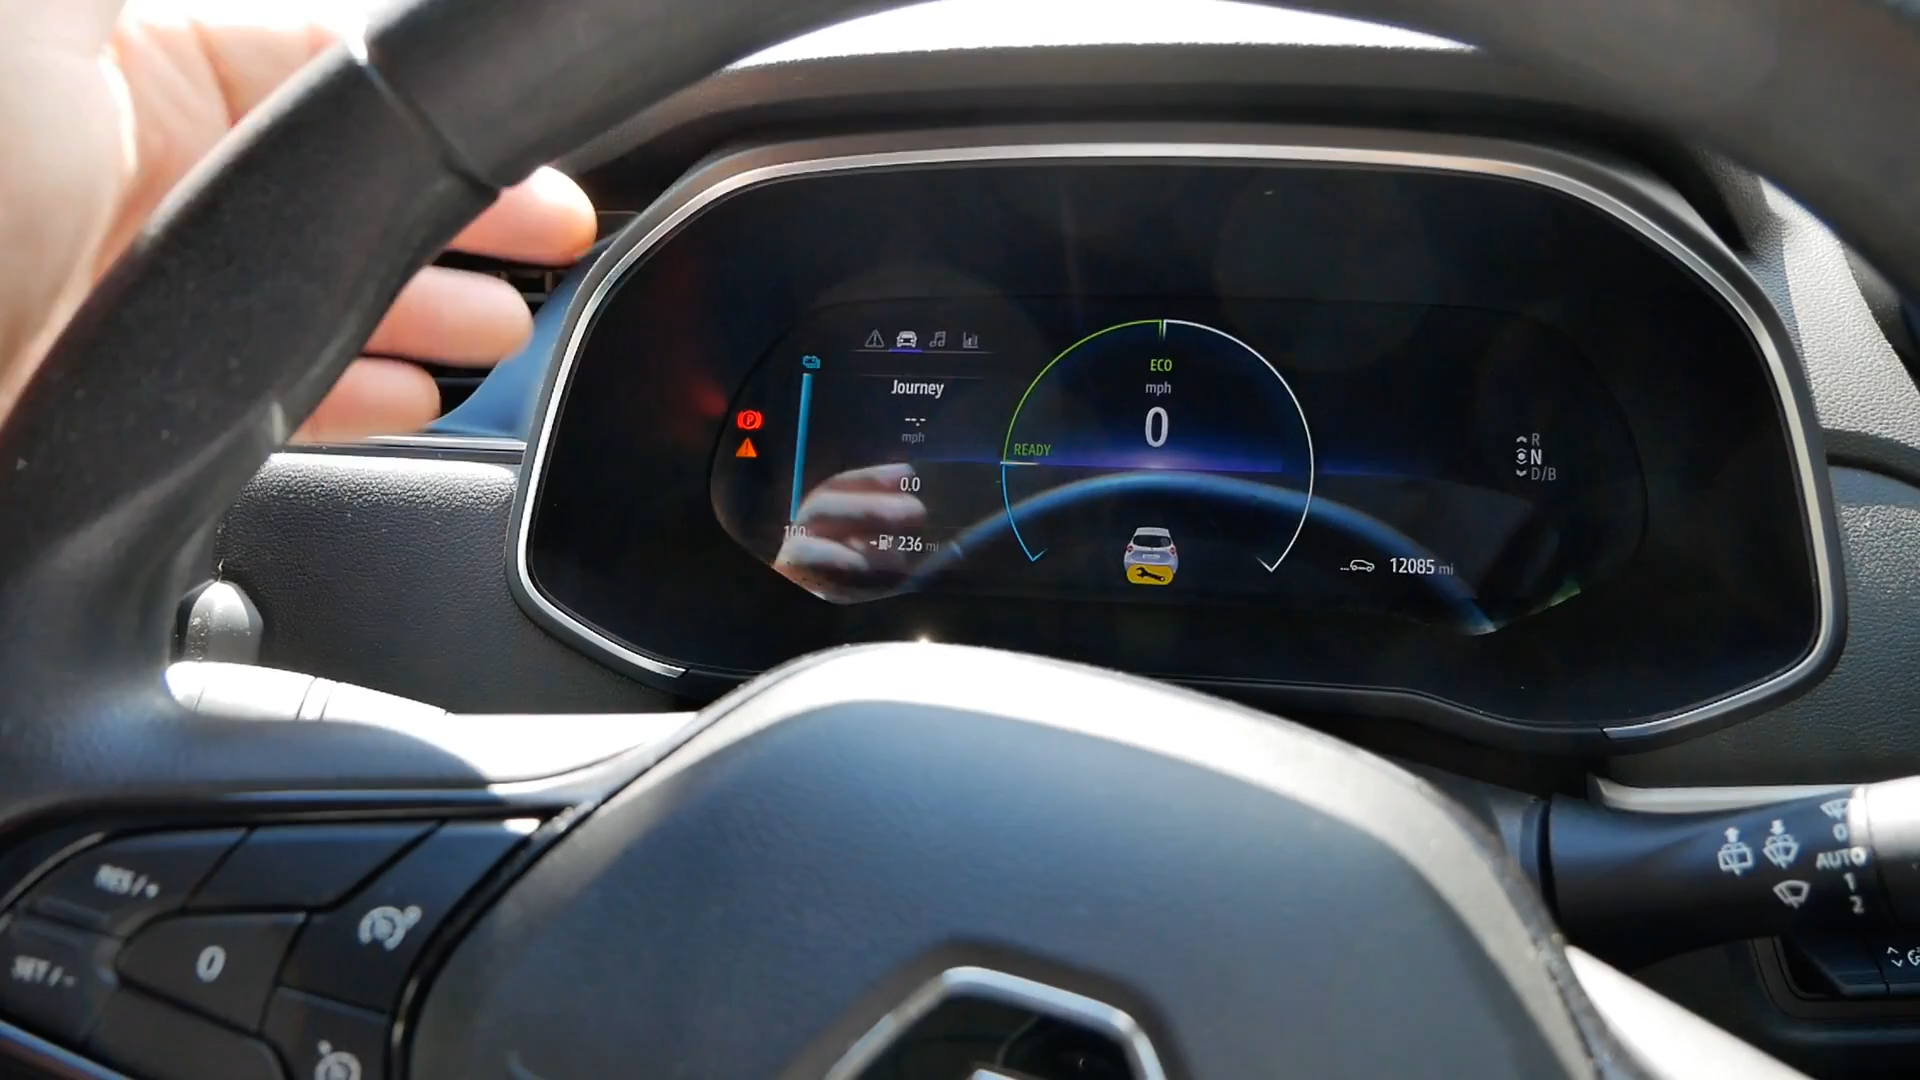 Journey
--.-
mph
0.0
100
236 mi
ECO
mph
0
READY
R
N
D/B
12085 mi
P
RES / +
0
SET / -
0
AUTO
1
2